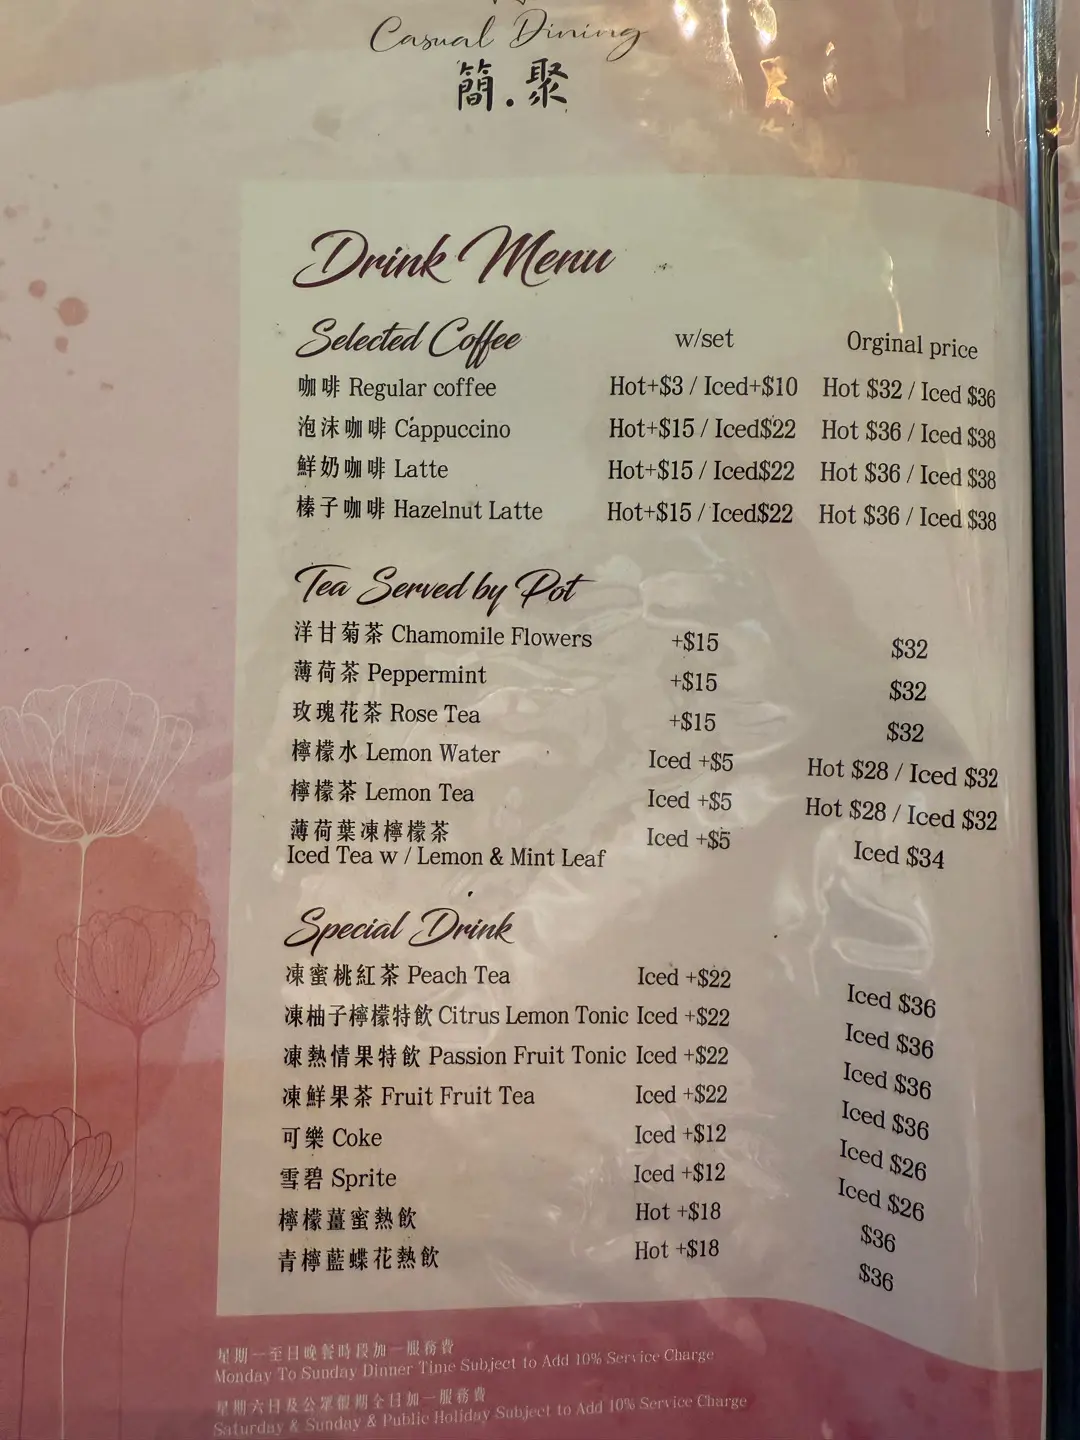 Casual Dining
簡.聚
Drink Menu
Selected Coffee w/set Orginal price
咖啡 Regular coffee Hot+$3 / Iced+$10 Hot $32 / Iced $36
泡沫咖啡 Cappuccino Hot+$15 / Iced$22 Hot $36 / Iced $38
鮮奶咖啡 Latte Hot+$15 / Iced$22 Hot $36 / Iced $38
榛子咖啡 Hazelnut Latte Hot+$15 / Iced$22 Hot $36 / Iced $38
Tea Served by Pot
洋甘菊茶 Chamomile Flowers +$15 $32
薄荷茶 Peppermint +$15 $32
玫瑰花茶 Rose Tea +$15 $32
檸檬水 Lemon Water Iced +$5 Hot $28 / Iced $32
檸檬茶 Lemon Tea Iced +$5 Hot $28 / Iced $32
薄荷葉凍檸檬茶
Iced Tea w / Lemon & Mint Leaf Iced +$5 Iced $34
Special Drink
凍蜜桃紅茶 Peach Tea Iced +$22 Iced $36
凍柚子檸檬特飲 Citrus Lemon Tonic Iced +$22 Iced $36
凍熱情果特飲 Passion Fruit Tonic Iced +$22 Iced $36
凍鮮果茶 Fruit Fruit Tea Iced +$22 Iced $36
可樂 Coke Iced +$12 Iced $26
雪碧 Sprite Iced +$12 Iced $26
檸檬薑蜜熱飲 Hot +$18 $36
青檸藍蝶花熱飲 Hot +$18 $36
星期一至日晚餐時段加一服務費
Monday To Sunday Dinner Time Subject to Add 10% Service Charge
星期六日及公眾假期全日加一服務費
Saturday & Sunday & Public Holiday Subject to Add 10% Service Charge